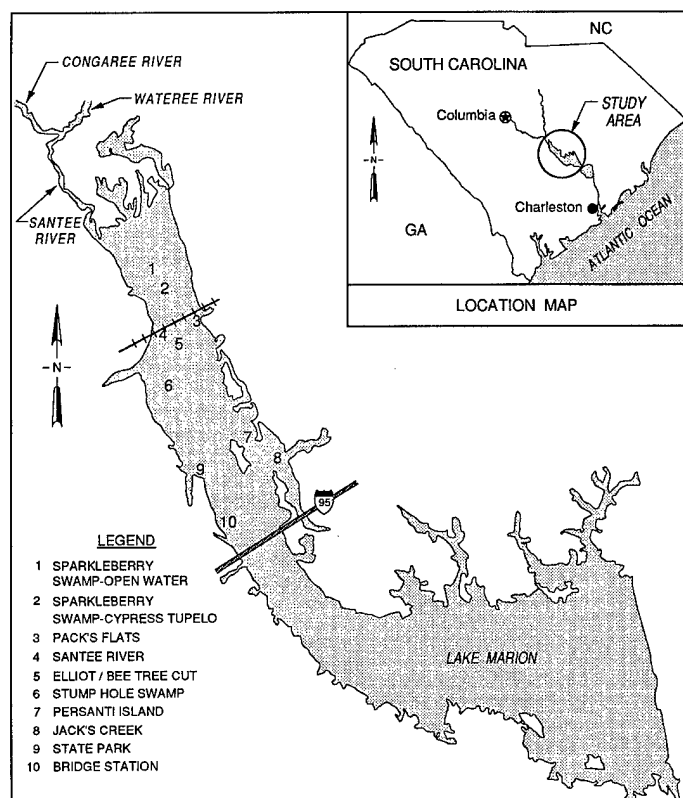 CONGAREE RIVER
WATEREE RIVER
SANTEE
RIVER
NC
SOUTH CAROLINA
Columbia
STUDY
AREA
-N-
Charleston
GA
ATLANTIC OCEAN
LOCATION MAP
1
2
3
4
5
-N-
6
7
8
9
95
10
LEGEND
1 SPARKLEBERRY
SWAMP-OPEN WATER
2 SPARKLEBERRY
SWAMP-CYPRESS TUPELO
3 PACK'S FLATS
4 SANTEE RIVER
5 ELLIOT / BEE TREE CUT
6 STUMP HOLE SWAMP
7 PERSANTI ISLAND
8 JACK'S CREEK
9 STATE PARK
10 BRIDGE STATION
LAKE MARION